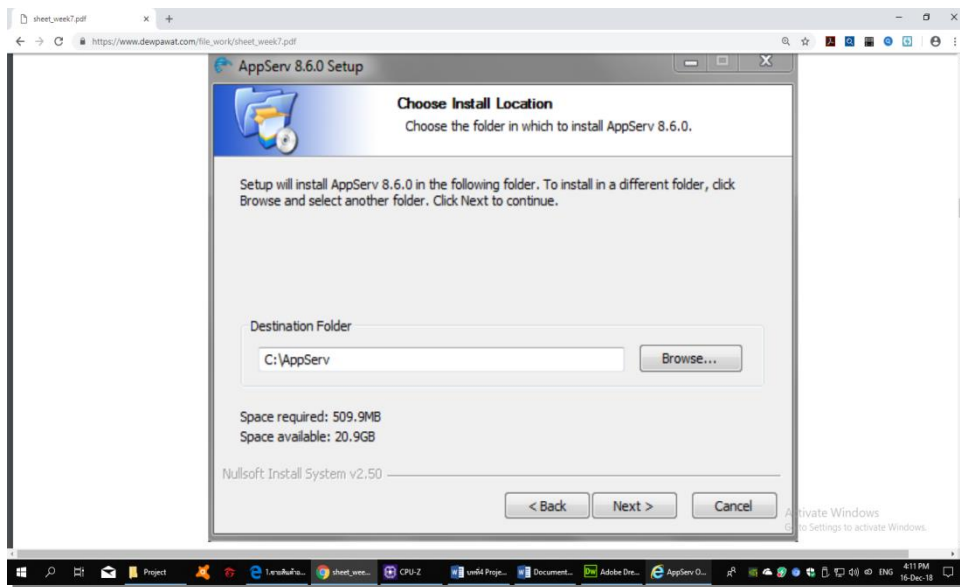 sheet_week7.pdf
https://www.dewpawat.com/file_work/sheet_week7.pdf
AppServ 8.6.0 Setup
Choose Install Location
Choose the folder in which to install AppServ 8.6.0.
Setup will install AppServ 8.6.0 in the following folder. To install in a different folder, click
Browse and select another folder. Click Next to continue.
Destination Folder
C:\AppServ
Browse...
Space required: 509.9MB
Space available: 20.9GB
Nullsoft Install System v2.50
< Back
Next >
Cancel
Activate Windows
Go to Settings to activate Windows.
Project
sheet_wee...
CPU-Z
บทที่4 Proje...
Document...
Adobe Dre...
AppServ O...
ENG
4:11 PM
16-Dec-18